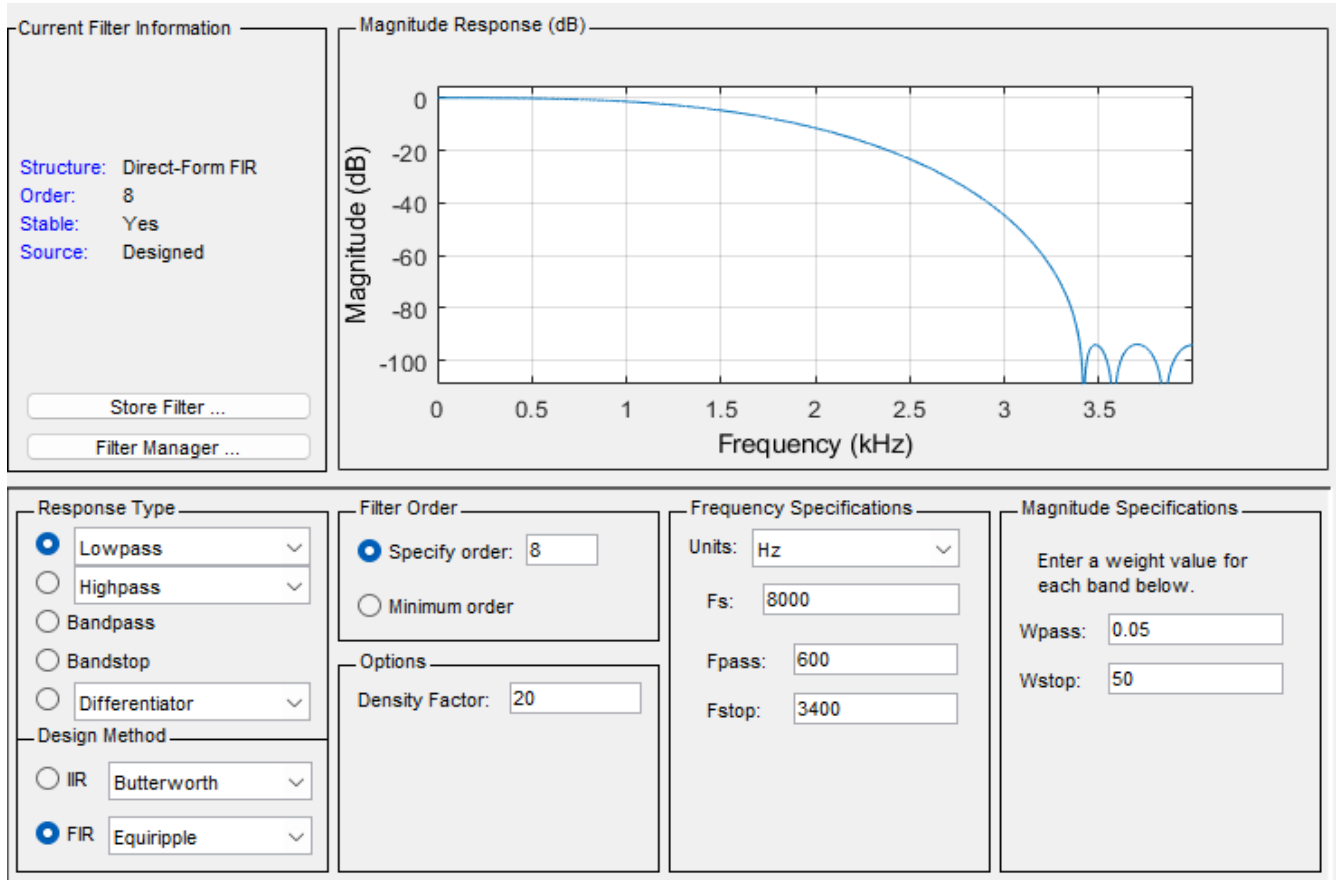 Current Filter Information
Structure: Direct-Form FIR
Order: 8
Stable: Yes
Source: Designed
Store Filter ...
Filter Manager ...
Magnitude Response (dB)
Magnitude (dB)
0
-20
-40
-60
-80
-100
0 0.5 1 1.5 2 2.5 3 3.5
Frequency (kHz)
Response Type
Lowpass
Highpass
Bandpass
Bandstop
Differentiator
Design Method
IIR Butterworth
FIR Equiripple
Filter Order
Specify order: 8
Minimum order
Options
Density Factor: 20
Frequency Specifications
Units: Hz
Fs: 8000
Fpass: 600
Fstop: 3400
Magnitude Specifications
Enter a weight value for
each band below.
Wpass: 0.05
Wstop: 50